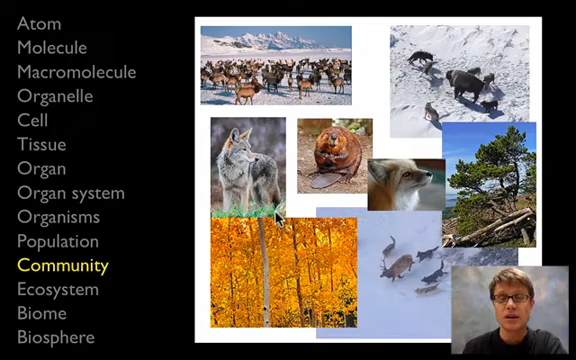 Atom
Molecule
Macromolecule
Organelle
Cell
Tissue
Organ
Organ system
Organisms
Population
Community
Ecosystem
Biome
Biosphere